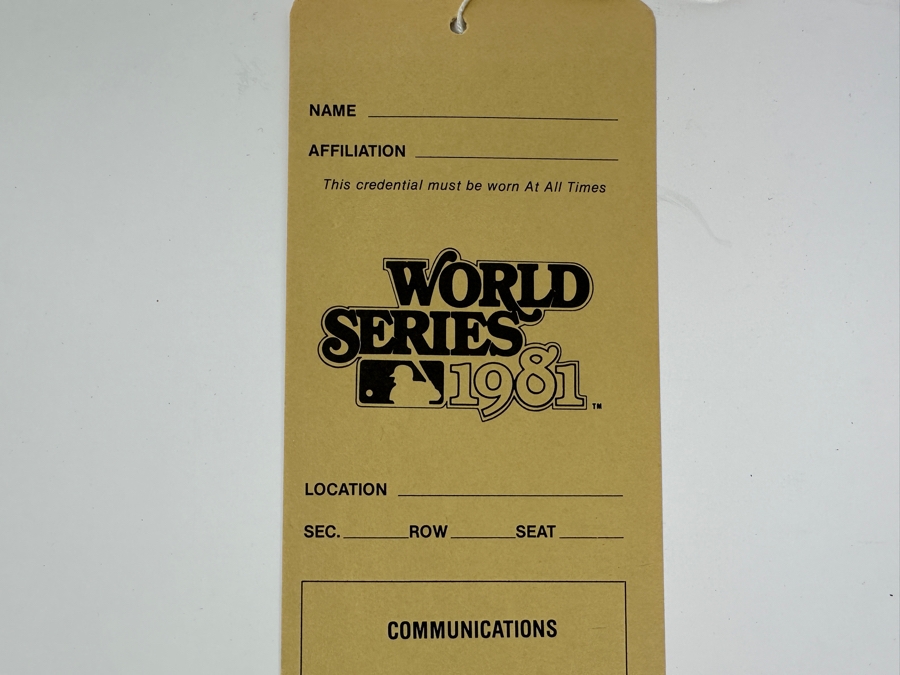 NAME
AFFILIATION
This credential must be worn At All Times
WORLD
SERIES
1981 TM
LOCATION
SEC. ROW SEAT
COMMUNICATIONS